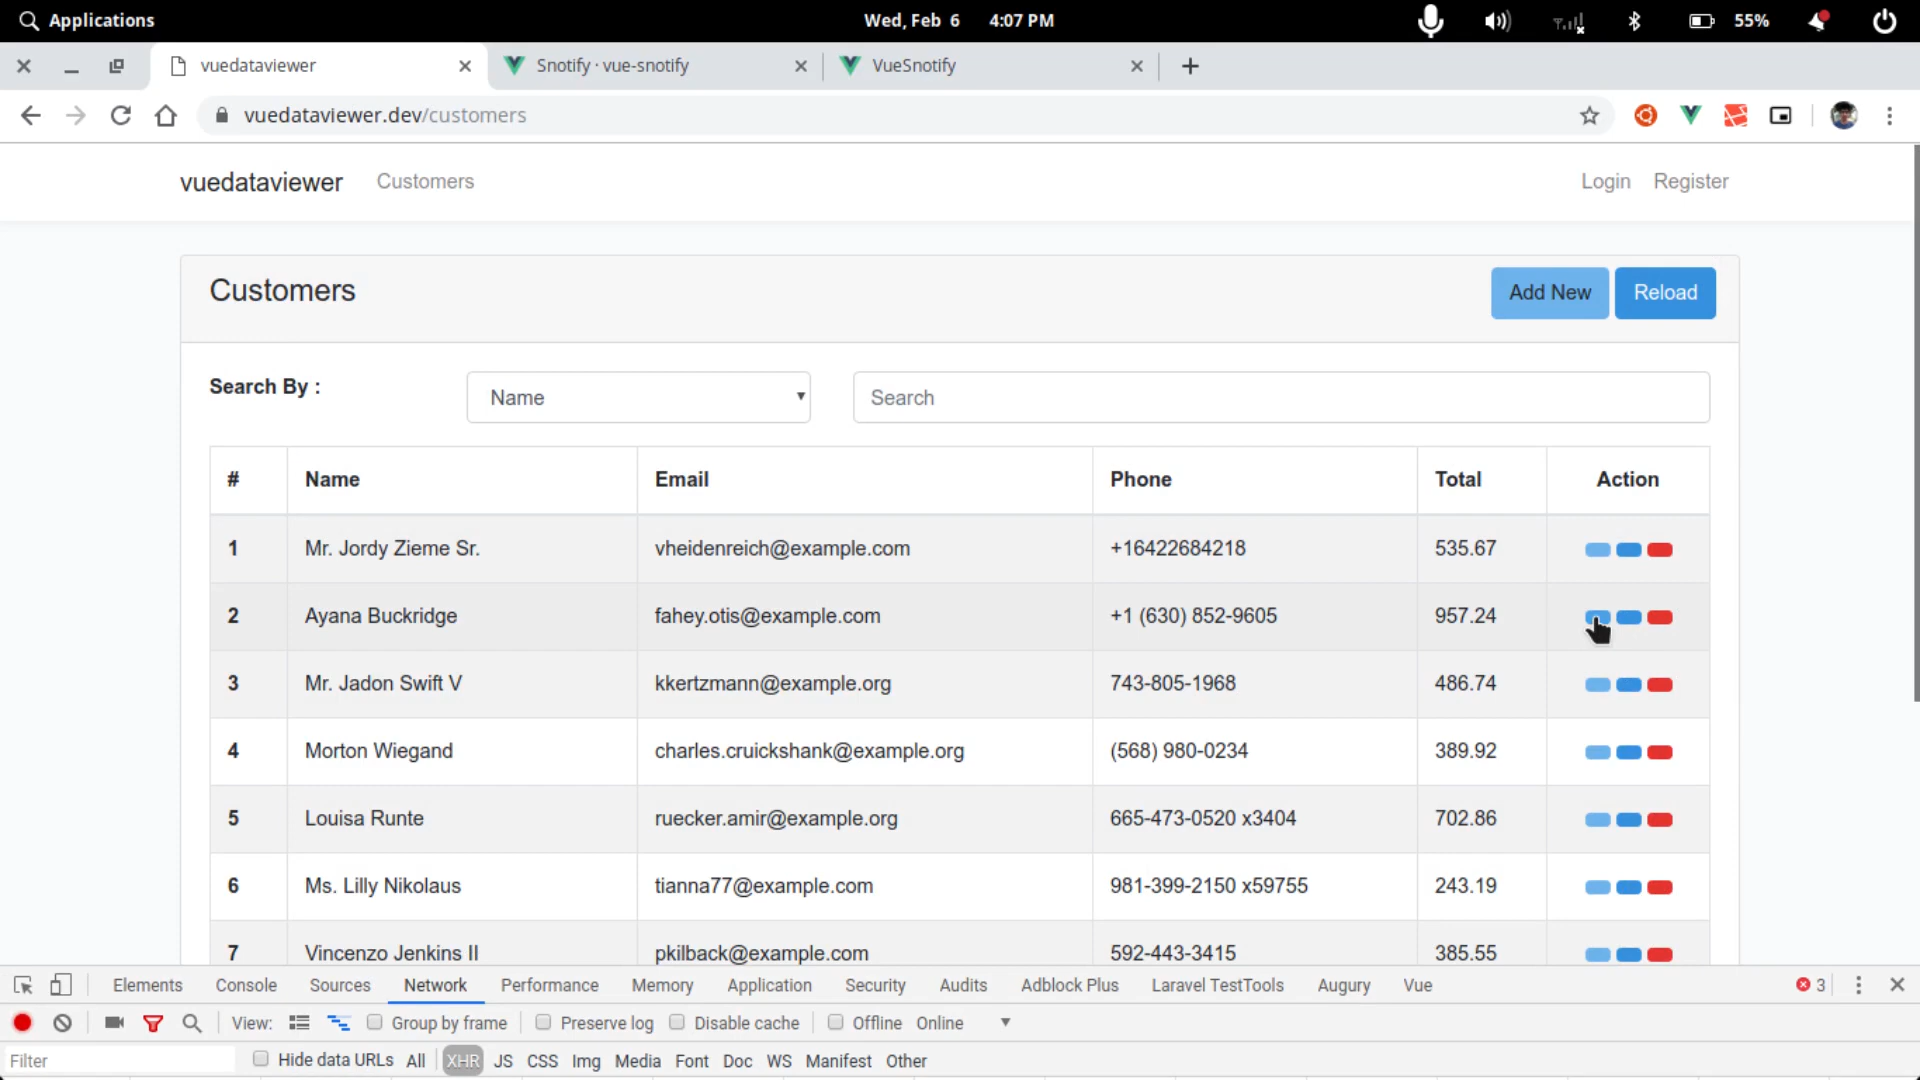 Applications Wed, Feb 6 4:07 PM 55%
vuedataviewer Snotify · vue-snotify VueSnotify
vuedataviewer.dev/customers
vuedataviewer Customers Login Register
Customers Add New Reload
Search By : Name Search
# Name Email Phone Total Action
1 Mr. Jordy Zieme Sr. vheidenreich@example.com +16422684218 535.67
2 Ayana Buckridge fahey.otis@example.com +1 (630) 852-9605 957.24
3 Mr. Jadon Swift V kkertzmann@example.org 743-805-1968 486.74
4 Morton Wiegand charles.cruickshank@example.org (568) 980-0234 389.92
5 Louisa Runte ruecker.amir@example.org 665-473-0520 x3404 702.86
6 Ms. Lilly Nikolaus tianna77@example.com 981-399-2150 x59755 243.19
7 Vincenzo Jenkins II pkilback@example.com 592-443-3415 385.55
Elements Console Sources Network Performance Memory Application Security Audits Adblock Plus Laravel TestTools Augury Vue 3
View: Group by frame Preserve log Disable cache Offline Online
Filter Hide data URLs All XHR JS CSS Img Media Font Doc WS Manifest Other